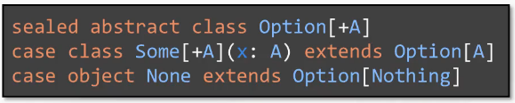 sealed abstract class Option[+A]
case class Some[+A](x: A) extends Option[A]
case object None extends Option[Nothing]